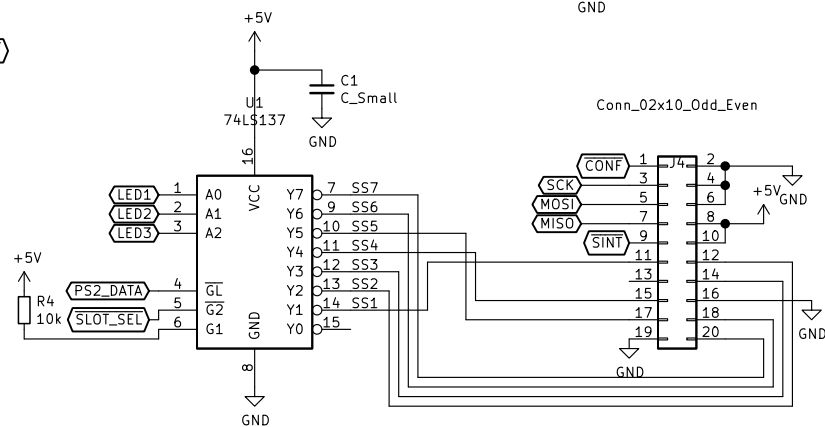 GND
+5V
C1
C_Small
U1
74LS137
GND
Conn_02x10_Odd_Even
16
VCC
LED1 1 A0
LED2 2 A1
LED3 3 A2
+5V
R4
10k
PS2_DATA 4 GL
SLOT_SEL 5 G2
6 G1
GND
8
GND
Y7 7 SS7
Y6 9 SS6
Y5 10 SS5
Y4 11 SS4
Y3 12 SS3
Y2 13 SS2
Y1 14 SS1
Y0 15
J4
CONF 1 2
SCK 3 4
MOSI 5 6
MISO 7 8
SINT 9 10
11 12
13 14
15 16
17 18
19 20
+5V
GND
GND
GND